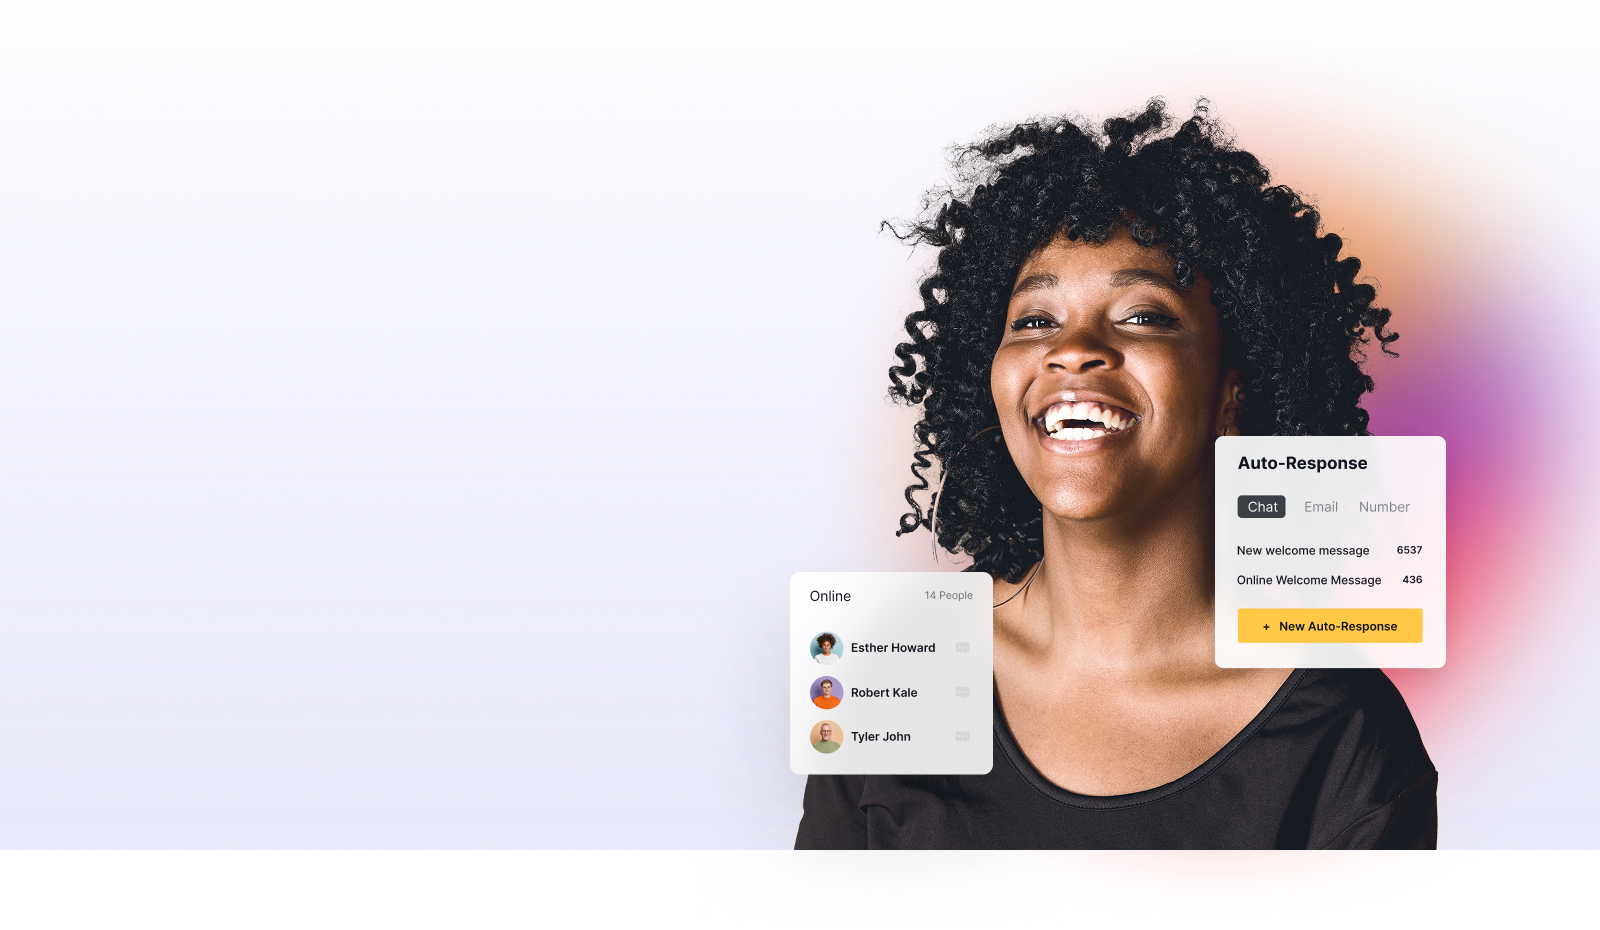 Auto-Response
Chat Email Number
New welcome message 6537
Online Welcome Message 436
+ New Auto-Response
Online 14 People
Esther Howard
Robert Kale
Tyler John